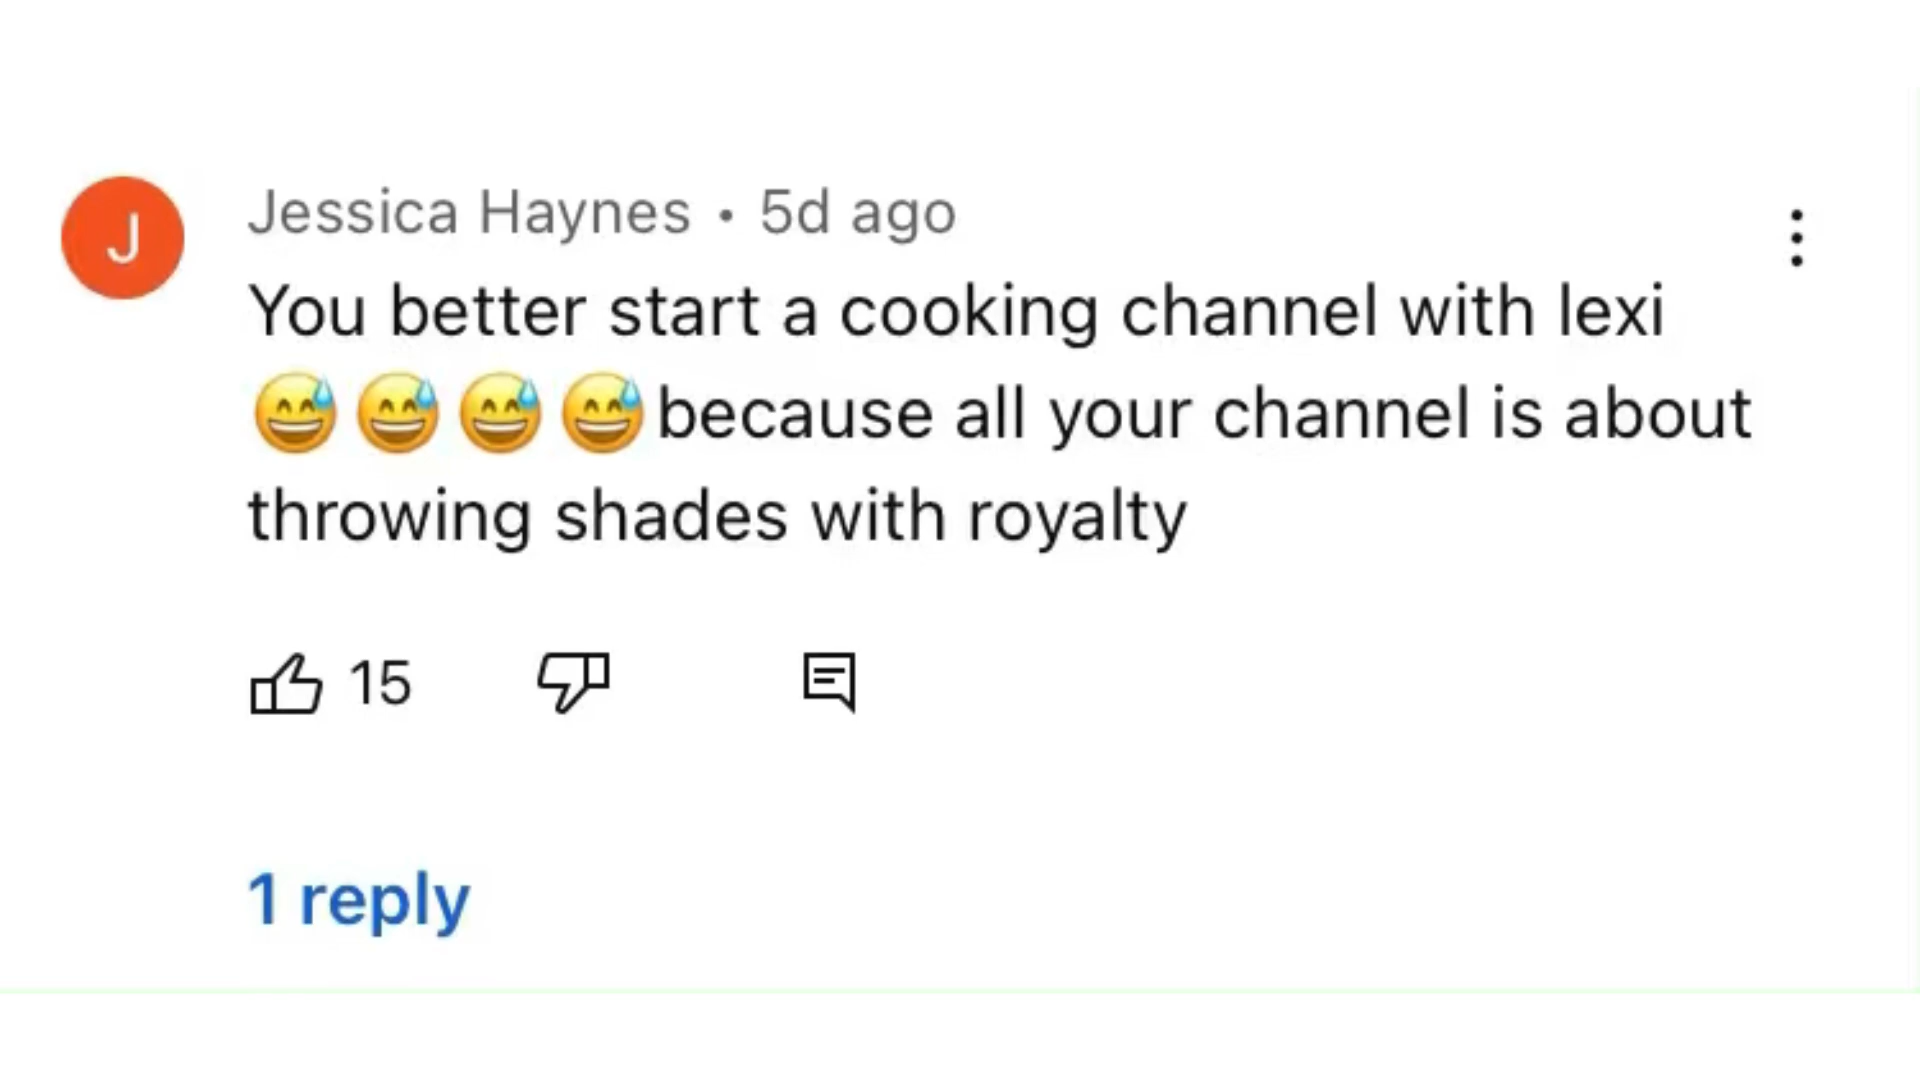 J
Jessica Haynes • 5d ago
You better start a cooking channel with lexi
😅😅😅😅because all your channel is about
throwing shades with royalty
15
1 reply